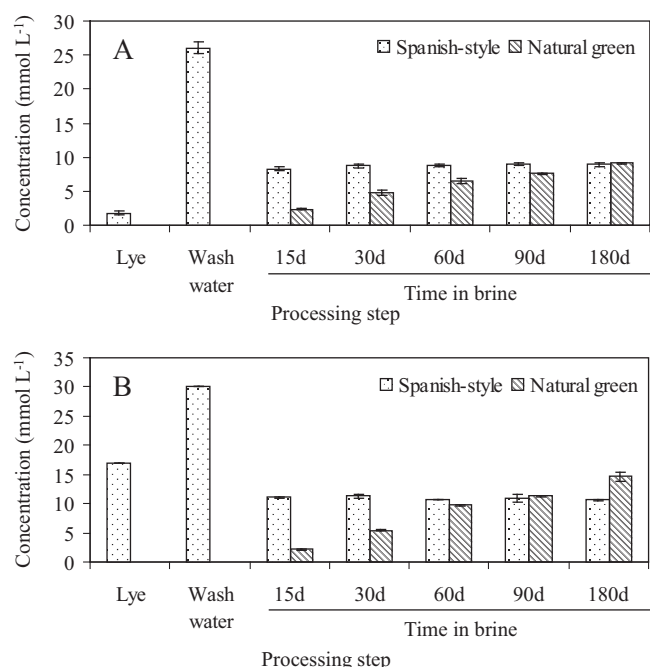 30
25
20
15
10
5
0
Concentration (mmol L-1)
A
Spanish-style Natural green
Lye Wash water 15d 30d 60d 90d 180d
Time in brine
Processing step
35
30
25
20
15
10
5
0
Concentration (mmol L-1)
B
Spanish-style Natural green
Lye Wash water 15d 30d 60d 90d 180d
Time in brine
Processing step